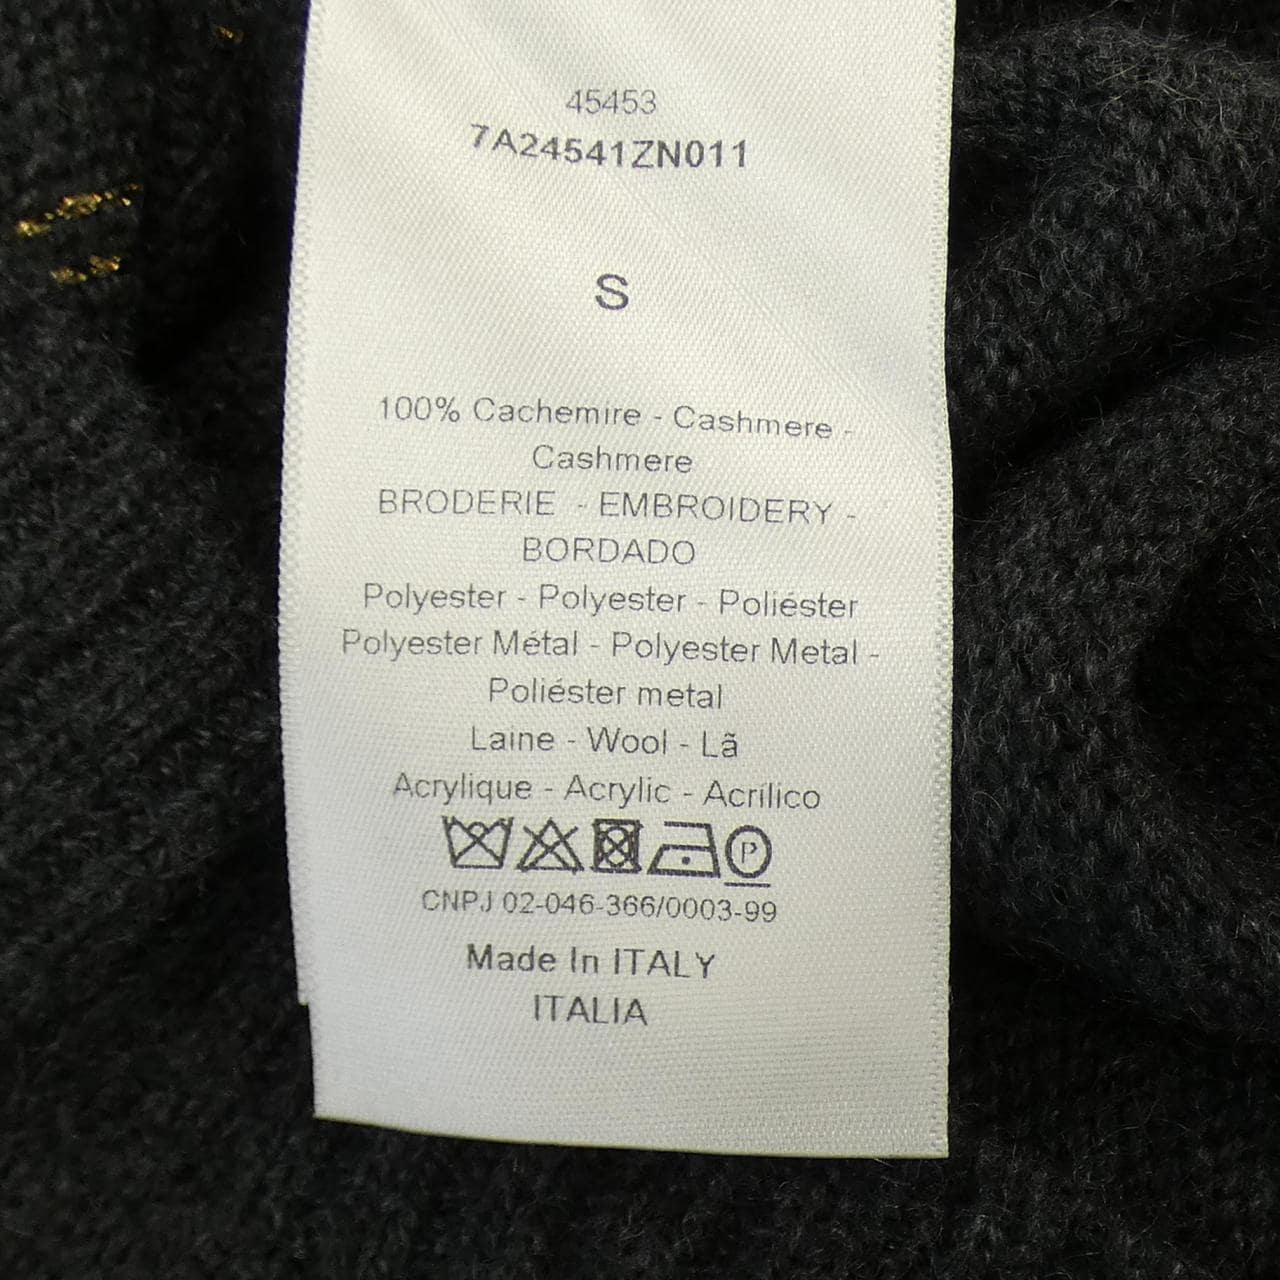 45453
7A24541ZN011
S
100% Cachemire - Cashmere -
Cashmere
BRODERIE - EMBROIDERY -
BORDADO
Polyester - Polyester - Poliéster
Polyester Métal - Polyester Metal -
Poliéster metal
Laine - Wool - Lã
Acrylique - Acrylic - Acrílico
P
CNPJ 02-046-366/0003-99
Made In ITALY
ITALIA